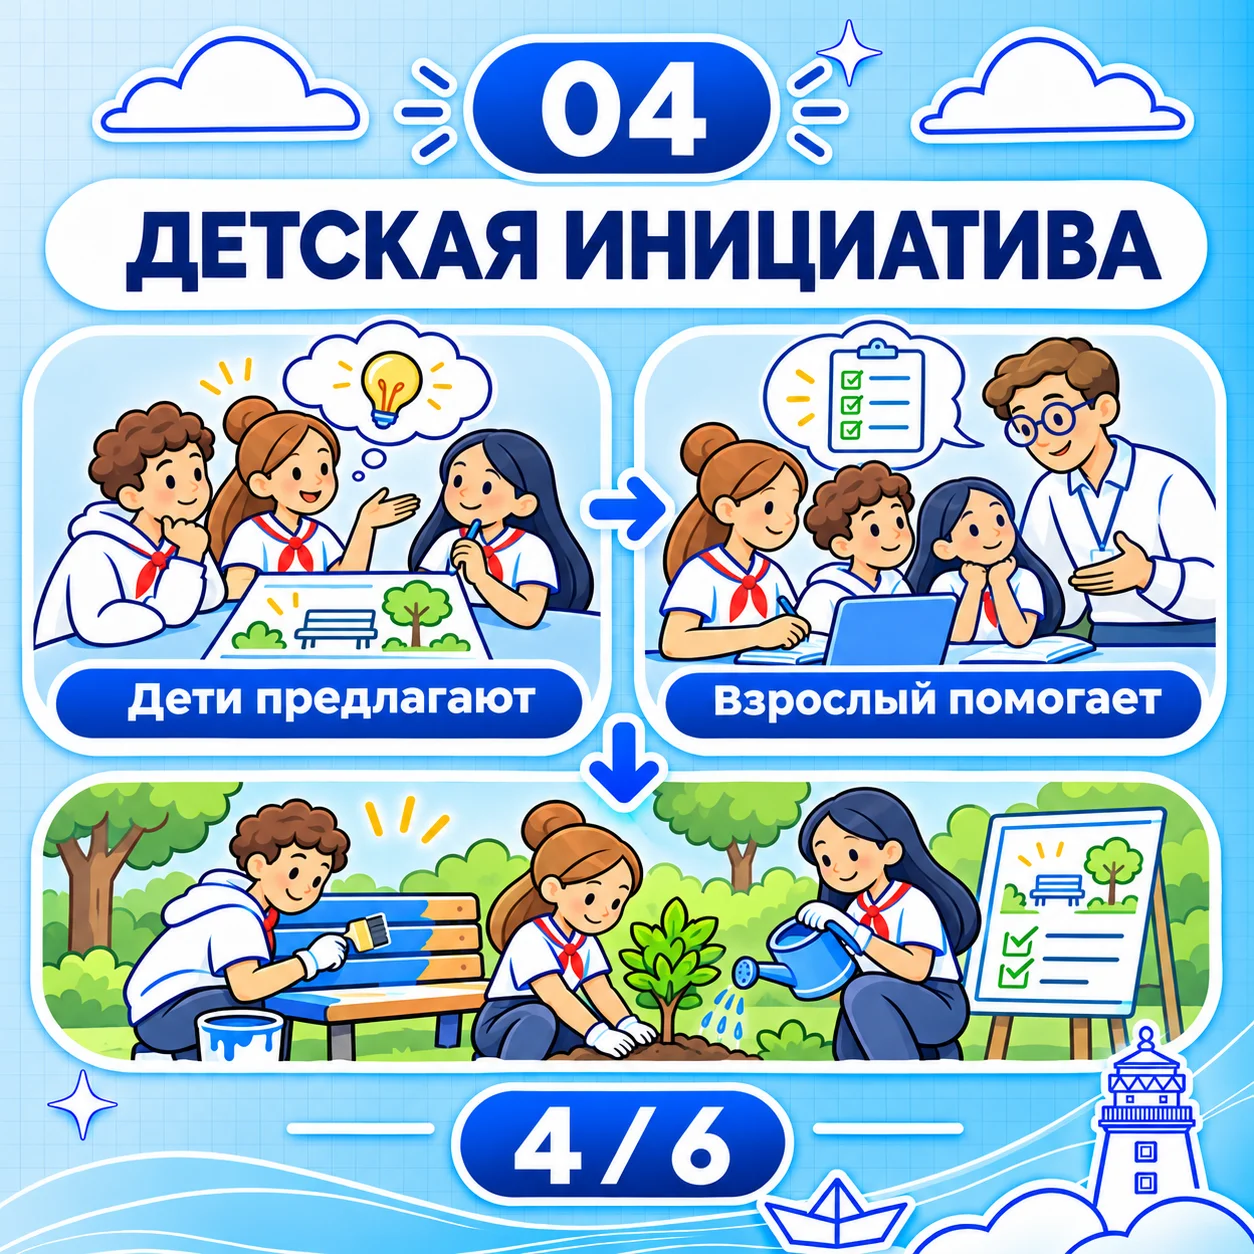 04
ДЕТСКАЯ ИНИЦИАТИВА
Дети предлагают
Взрослый помогает
4/6